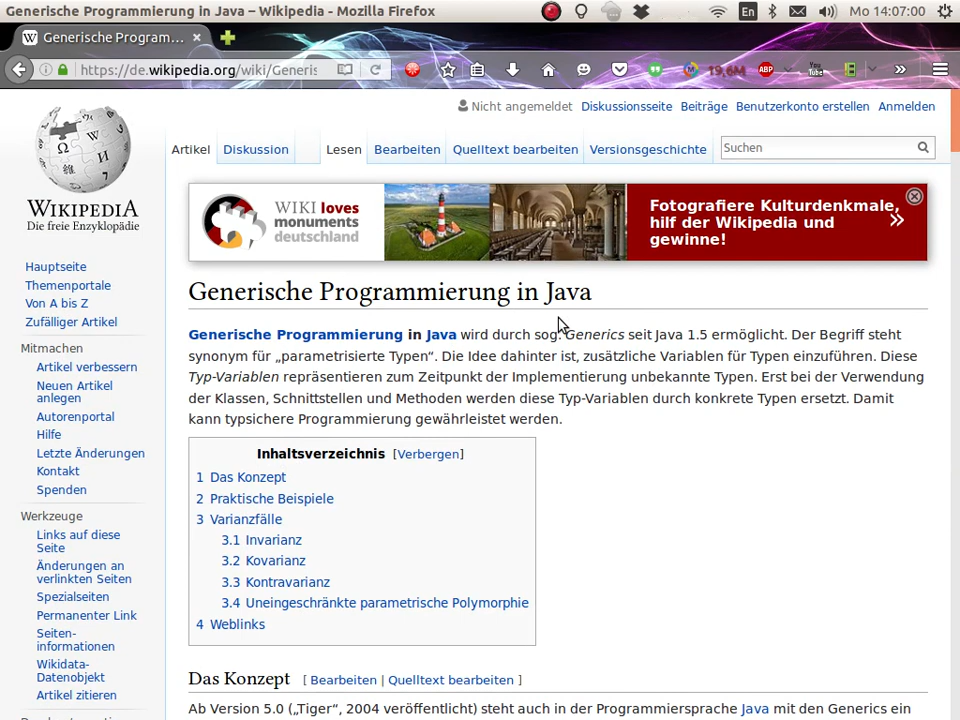 Generische Programmierung in Java – Wikipedia - Mozilla Firefox
En
Mo 14:07:00
Generische Program...
https://de.wikipedia.org/wiki/Generis
19,6M
ABP
You
Tube
Nicht angemeldet Diskussionsseite Beiträge Benutzerkonto erstellen Anmelden
Artikel Diskussion Lesen Bearbeiten Quelltext bearbeiten Versionsgeschichte
Suchen
WIKIPEDIA
Die freie Enzyklopädie
WIKI loves
monuments
deutschland
Fotografiere Kulturdenkmale,
hilf der Wikipedia und
gewinne!
Hauptseite
Themenportale
Von A bis Z
Zufälliger Artikel
Mitmachen
Artikel verbessern
Neuen Artikel
anlegen
Autorenportal
Hilfe
Letzte Änderungen
Kontakt
Spenden
Werkzeuge
Links auf diese
Seite
Änderungen an
verlinkten Seiten
Spezialseiten
Permanenter Link
Seiten-
informationen
Wikidata-
Datenobjekt
Artikel zitieren
Generische Programmierung in Java
Generische Programmierung in Java wird durch sog. Generics seit Java 1.5 ermöglicht. Der Begriff steht
synonym für „parametrisierte Typen“. Die Idee dahinter ist, zusätzliche Variablen für Typen einzuführen. Diese
Typ-Variablen repräsentieren zum Zeitpunkt der Implementierung unbekannte Typen. Erst bei der Verwendung
der Klassen, Schnittstellen und Methoden werden diese Typ-Variablen durch konkrete Typen ersetzt. Damit
kann typsichere Programmierung gewährleistet werden.
Inhaltsverzeichnis [Verbergen]
1 Das Konzept
2 Praktische Beispiele
3 Varianzfälle
3.1 Invarianz
3.2 Kovarianz
3.3 Kontravarianz
3.4 Uneingeschränkte parametrische Polymorphie
4 Weblinks
Das Konzept [ Bearbeiten | Quelltext bearbeiten ]
Ab Version 5.0 („Tiger“, 2004 veröffentlicht) steht auch in der Programmiersprache Java mit den Generics ein